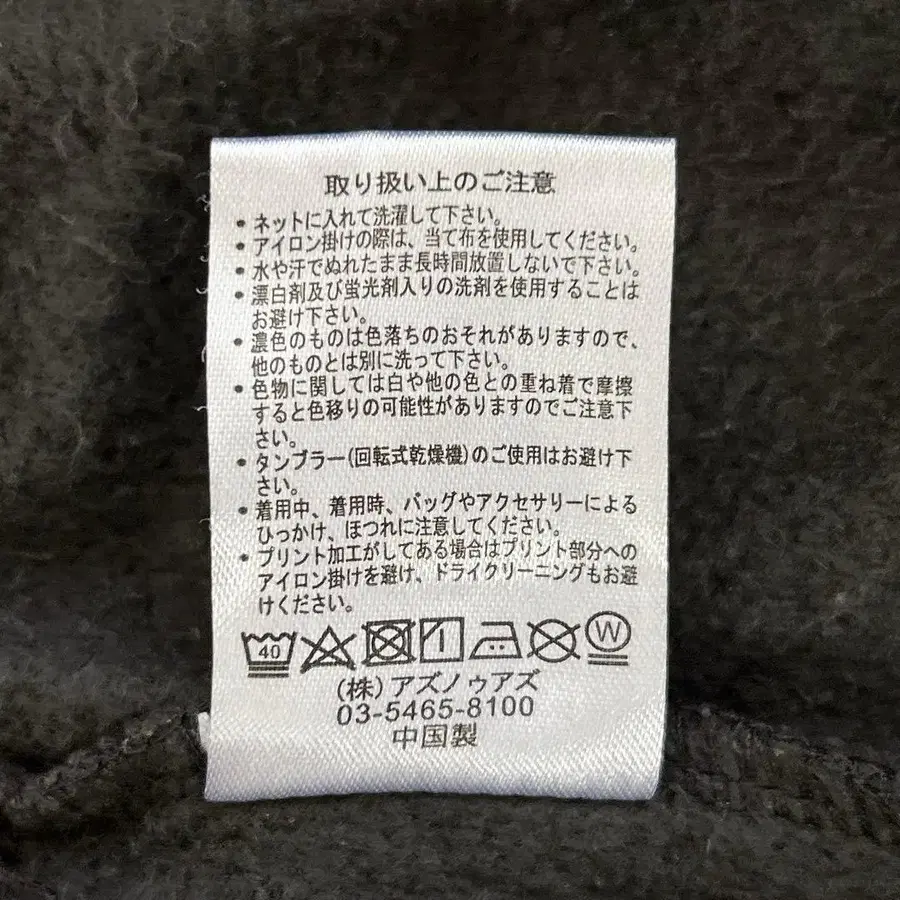 取り扱い上のご注意
• ネットに入れて洗濯して下さい。
• アイロン掛けの際は、当て布を使用してください。
• 水や汗でぬれたまま長時間放置しないで下さい。
• 漂白剤及び蛍光剤入りの洗剤を使用することは
お避け下さい。
• 濃色のものは色落ちのおそれがありますので、
他のものとは別に洗って下さい。
• 色物に関しては白や他の色との重ね着で摩擦
すると色移りの可能性がありますのでご注意下
さい。
• タンブラー(回転式乾燥機)のご使用はお避け下
さい。
• 着用中、着用時、バッグやアクセサリーによる
ひっかけ、ほつれに注意してください。
• プリント加工がしてある場合はプリント部分への
アイロン掛けを避け、ドライクリーニングもお避
けください。
40 W
(株) アズノゥアズ
03-5465-8100
中国製